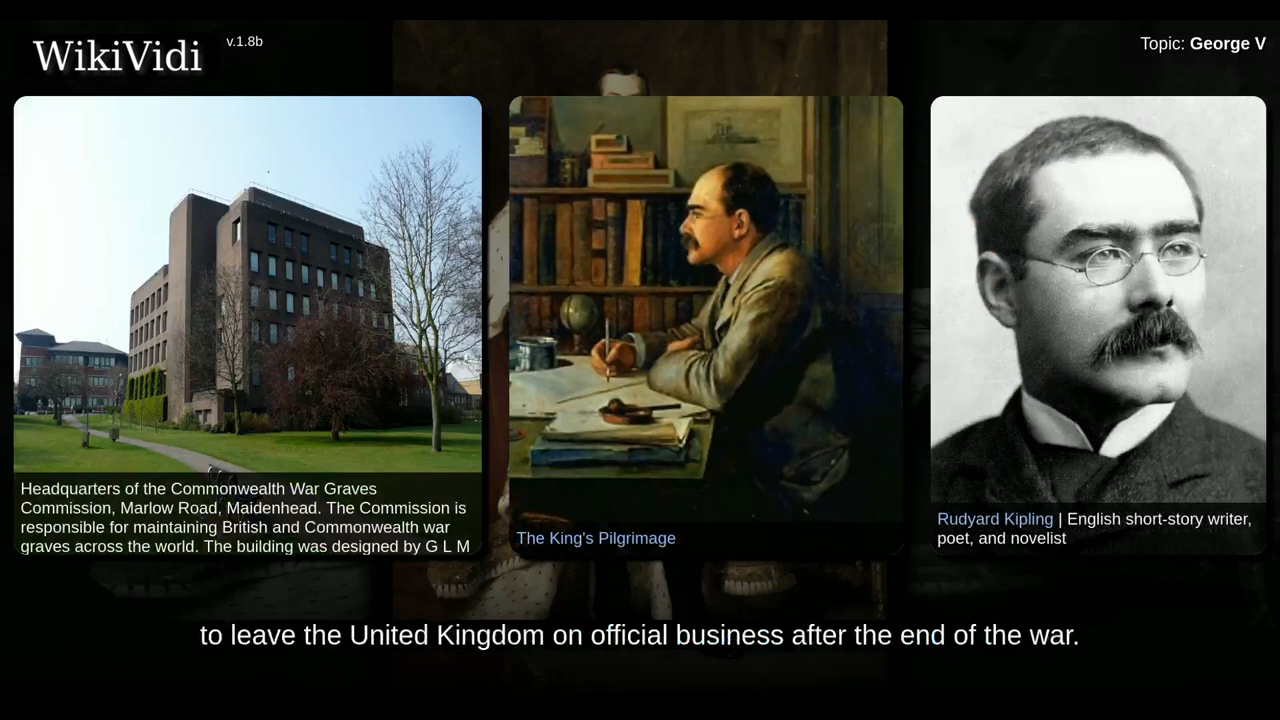 WikiVidi
v.1.8b
Topic: George V
Headquarters of the Commonwealth War Graves
Commission, Marlow Road, Maidenhead. The Commission is
responsible for maintaining British and Commonwealth war
graves across the world. The building was designed by G L M
The King's Pilgrimage
Rudyard Kipling | English short-story writer,
poet, and novelist
to leave the United Kingdom on official business after the end of the war.